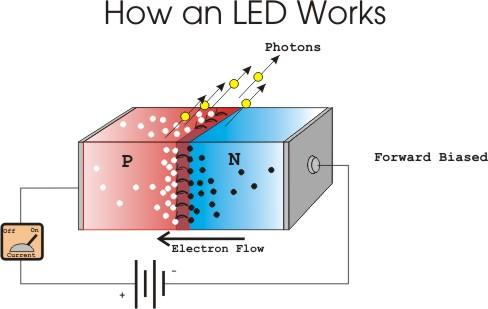 How an LED Works
Photons
P
N
Forward Biased
Off
On
Current
Electron Flow
+
-